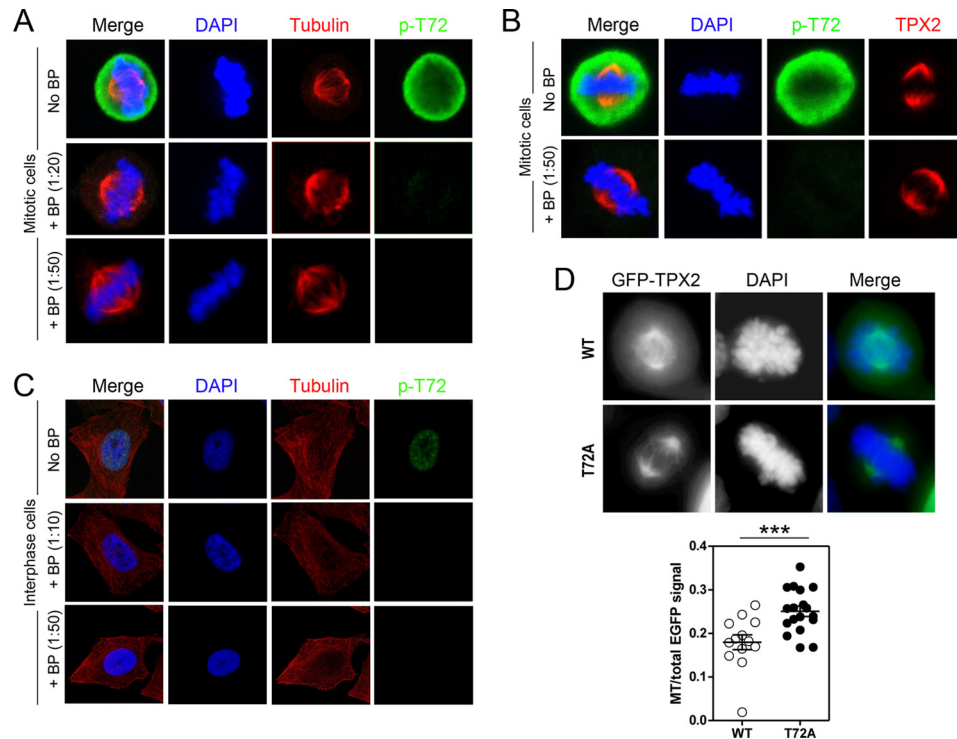 A
Merge DAPI Tubulin p-T72
Mitotic cells
No BP
+ BP (1:20)
+ BP (1:50)
B
Merge DAPI p-T72 TPX2
Mitotic cells
No BP
+ BP (1:50)
C
Merge DAPI Tubulin p-T72
Interphase cells
No BP
+ BP (1:10)
+ BP (1:50)
D
GFP-TPX2 DAPI Merge
WT
T72A
***
MT/total EGFP signal
0.4
0.3
0.2
0.1
0.0
WT T72A